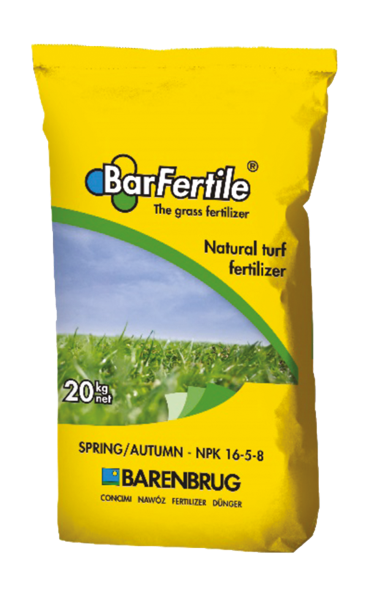 BarFertile®
The grass fertilizer
Natural turf
fertilizer
20 kg
net
SPRING/AUTUMN - NPK 16-5-8
BARENBRUG
CONCIMI NAWÓZ FERTILIZER DÜNGER